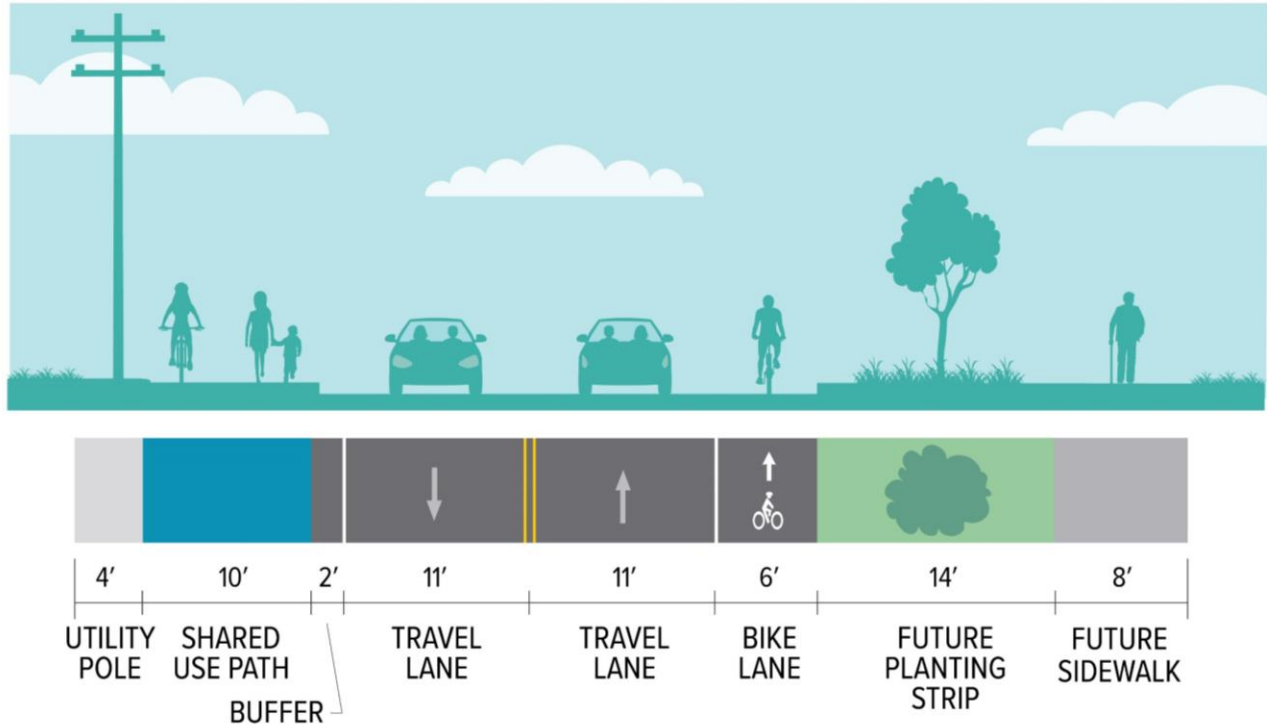 4’ 10’ 2’ 11’ 11’ 6’ 14’ 8’
UTILITY
POLE
SHARED
USE PATH
BUFFER
TRAVEL
LANE
TRAVEL
LANE
BIKE
LANE
FUTURE
PLANTING
STRIP
FUTURE
SIDEWALK